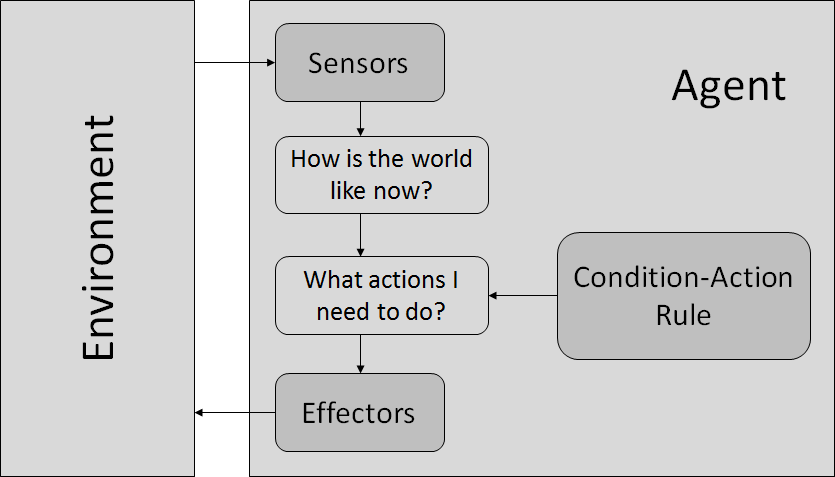 Environment
Sensors
Agent
How is the world
like now?
What actions I
need to do?
Condition-Action
Rule
Effectors